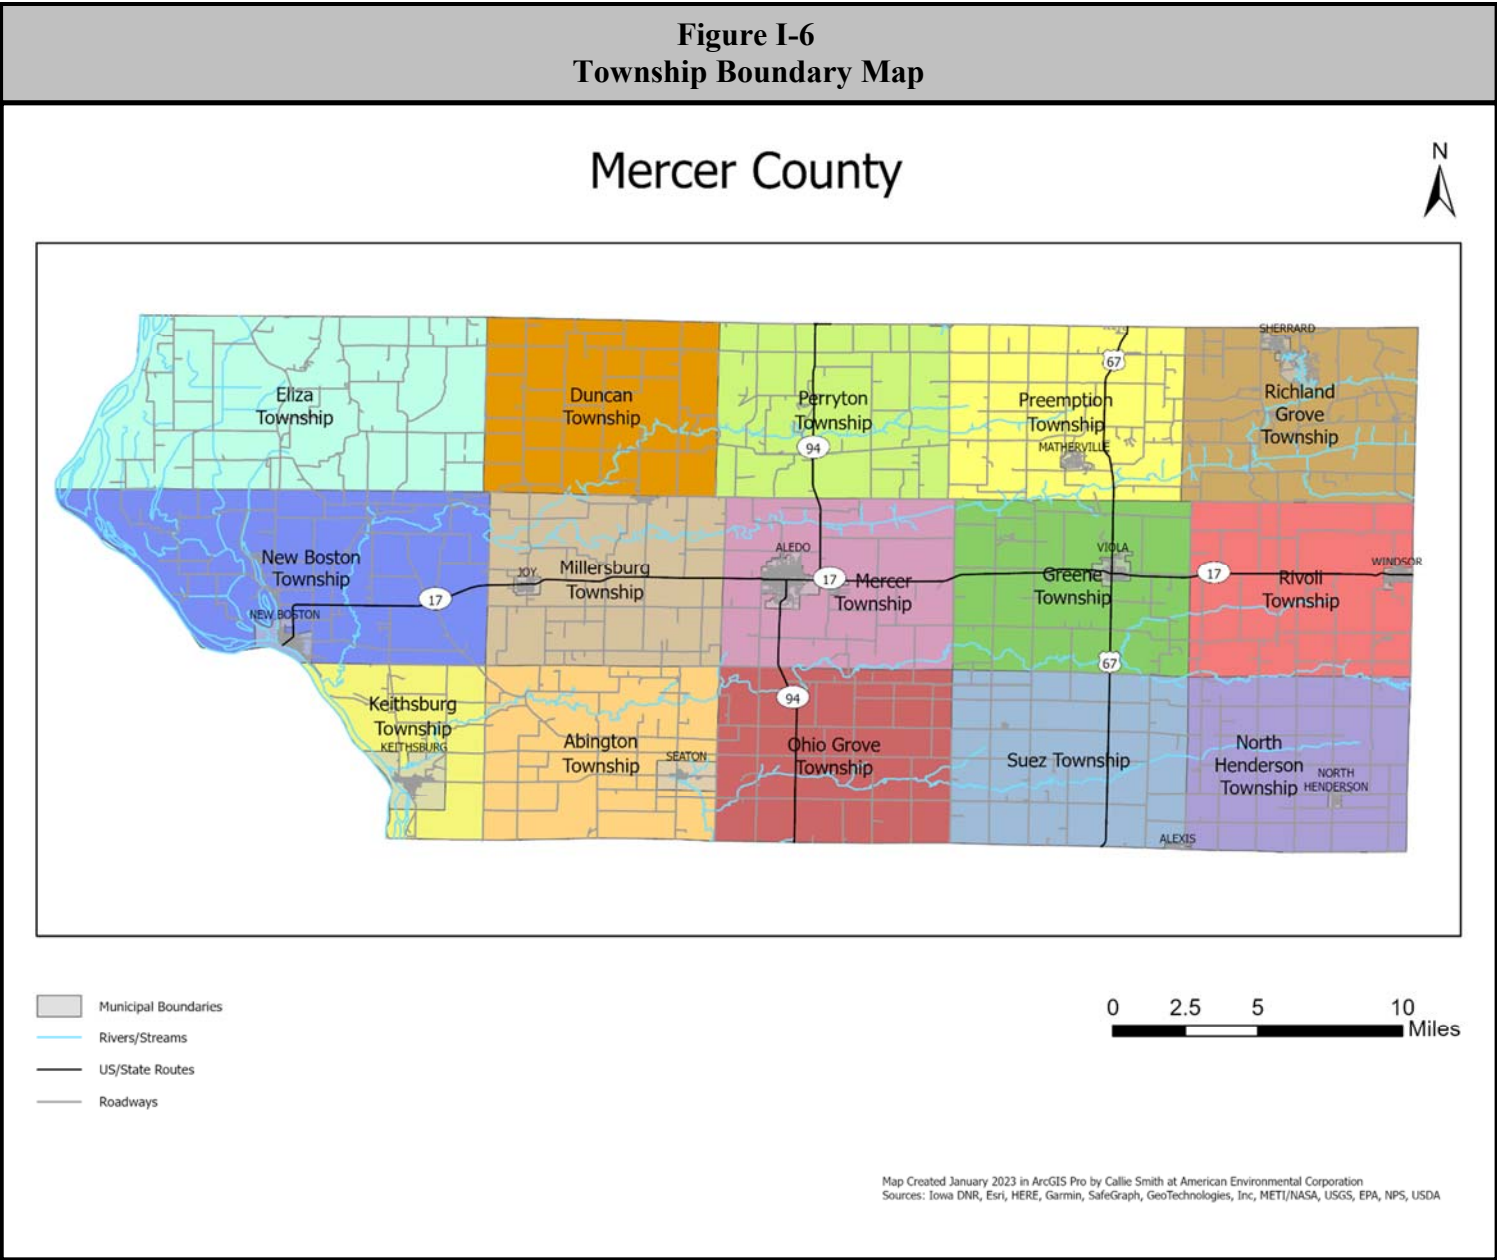 Figure I-6
Township Boundary Map
Mercer County
N
SHERRARD
67
Eliza
Township
Duncan
Township
Perryton
Township
94
Preemption
Township
MATHERVILLE
Richland
Grove
Township
New Boston
Township
NEW BOSTON
17
JOY
Millersburg
Township
ALEDO
17
Mercer
Township
VIOLA
Greene
Township
67
17
Rivoli
Township
WINDSOR
Keithsburg
Township
KEITHSBURG
Abington
Township
SEATON
94
Ohio Grove
Township
Suez Township
ALEXIS
North
Henderson
Township
NORTH
HENDERSON
Municipal Boundaries
Rivers/Streams
US/State Routes
Roadways
0 2.5 5 10
Miles
Map Created January 2023 in ArcGIS Pro by Callie Smith at American Environmental Corporation
Sources: Iowa DNR, Esri, HERE, Garmin, SafeGraph, GeoTechnologies, Inc, METI/NASA, USGS, EPA, NPS, USDA